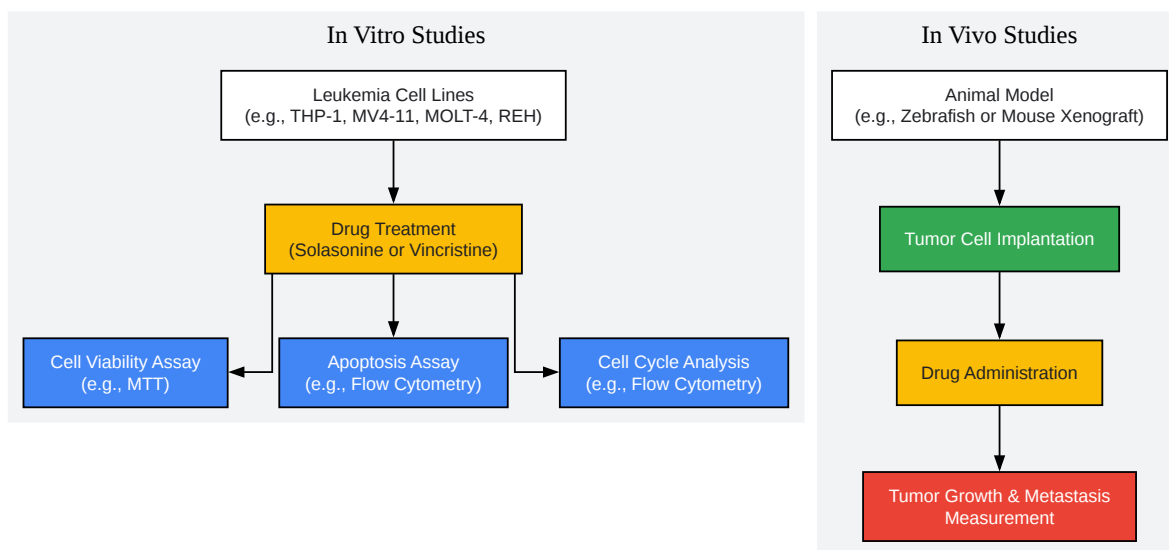 In Vitro Studies
Leukemia Cell Lines
(e.g., THP-1, MV4-11, MOLT-4, REH)
Drug Treatment
(Solasonine or Vincristine)
Cell Viability Assay
(e.g., MTT)
Apoptosis Assay
(e.g., Flow Cytometry)
Cell Cycle Analysis
(e.g., Flow Cytometry)
In Vivo Studies
Animal Model
(e.g., Zebrafish or Mouse Xenograft)
Tumor Cell Implantation
Drug Administration
Tumor Growth & Metastasis
Measurement